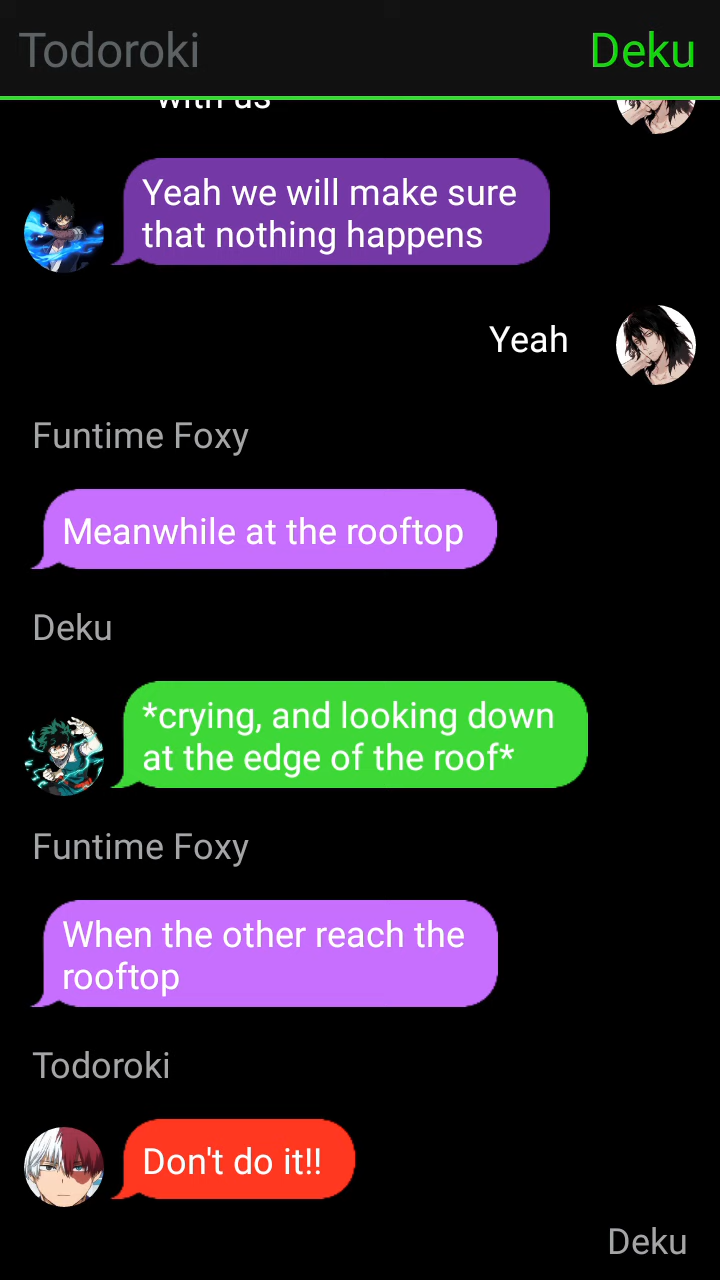 Todoroki
Deku
with us
Yeah we will make sure
that nothing happens
Yeah
Funtime Foxy
Meanwhile at the rooftop
Deku
*crying, and looking down
at the edge of the roof*
Funtime Foxy
When the other reach the
rooftop
Todoroki
Don't do it!!
Deku